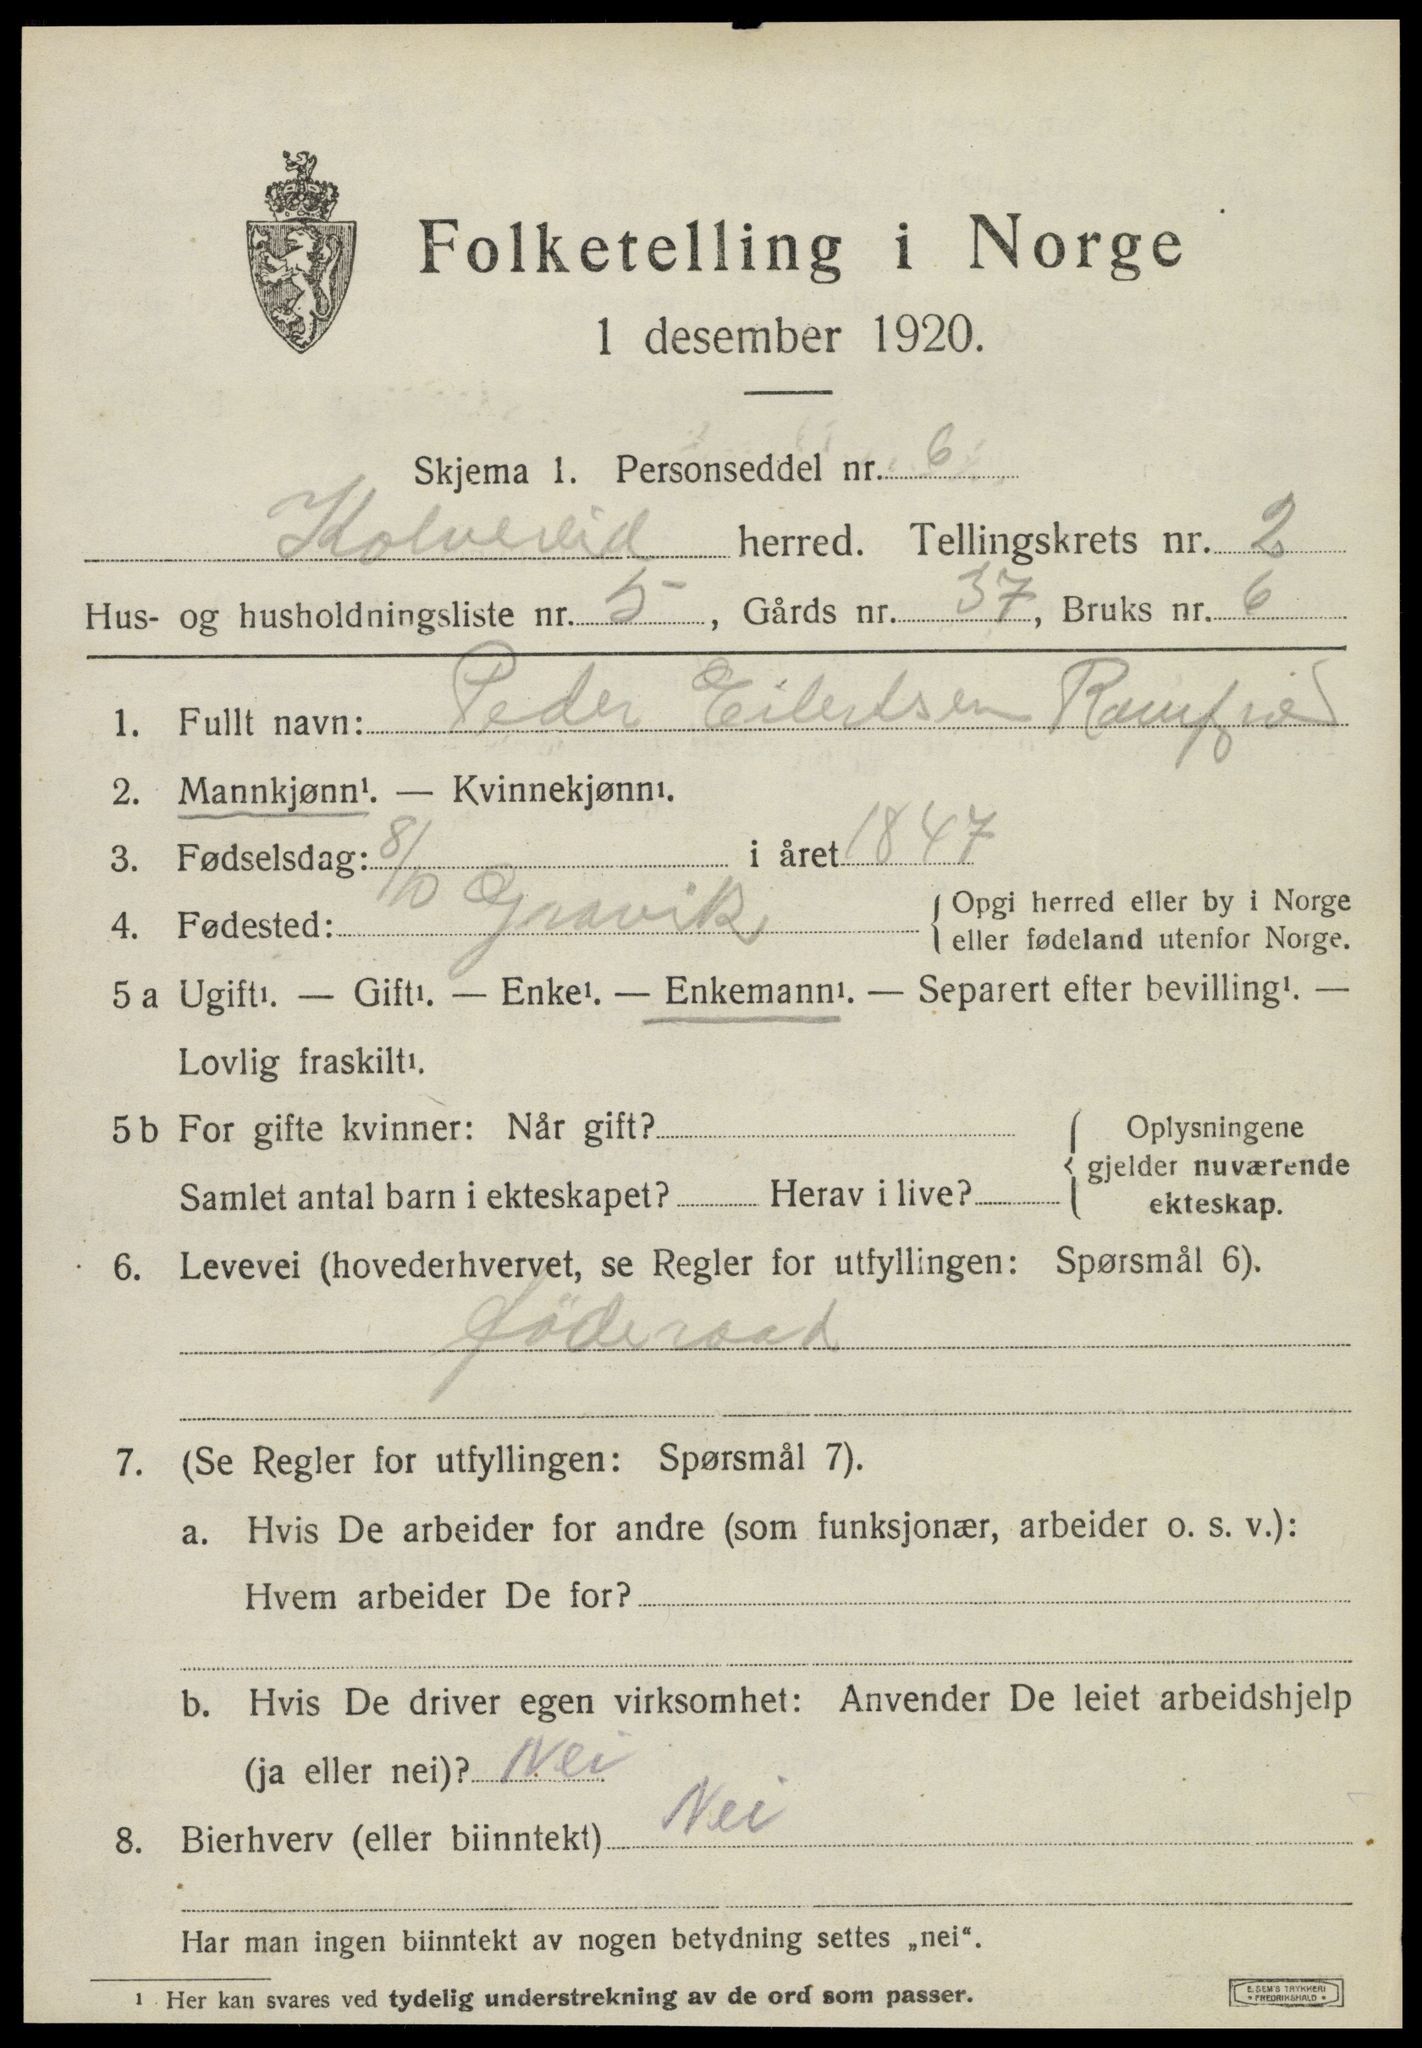 Folketelling i Norge
1 desember 1920.
Skjema 1. Personseddel nr. 6
Kolvereid herred. Tellingskrets nr. 2
Hus- og husholdningsliste nr. 5, Gårds nr. 37, Bruks nr. 6
1. Fullt navn: Peder Eilertsen
2. Mannkjønn¹. — Kvinnekjønn¹.
3. Fødselsdag: 8/10 i året 1847
4. Fødested: Gravik {Opgi herred eller by i Norge
eller fødeland utenfor Norge.
5 a Ugift¹. — Gift¹. — Enke¹. — Enkemann¹. — Separert efter bevilling¹. —
Lovlig fraskilt¹.
5 b For gifte kvinner: Når gift? Oplysningene
gjelder nuværende
Samlet antal barn i ekteskapet? Herav i live? ekteskap.
6. Levevei (hovederhvervet, se Regler for utfyllingen: Spørsmål 6).
föderaad
7. (Se Regler for utfyllingen: Spørsmål 7).
a. Hvis De arbeider for andre (som funksjonær, arbeider o. s. v.):
Hvem arbeider De for?
b. Hvis De driver egen virksomhet: Anvender De leiet arbeidshjelp
(ja eller nei)? Nei
8. Bierhverv (eller biinntekt) Nei
Har man ingen biinntekt av nogen betydning settes „nei“.
¹ Her kan svares ved tydelig understrekning av de ord som passer.
E. SEM'S TRYKKERI
• FREDRIKSHALD •